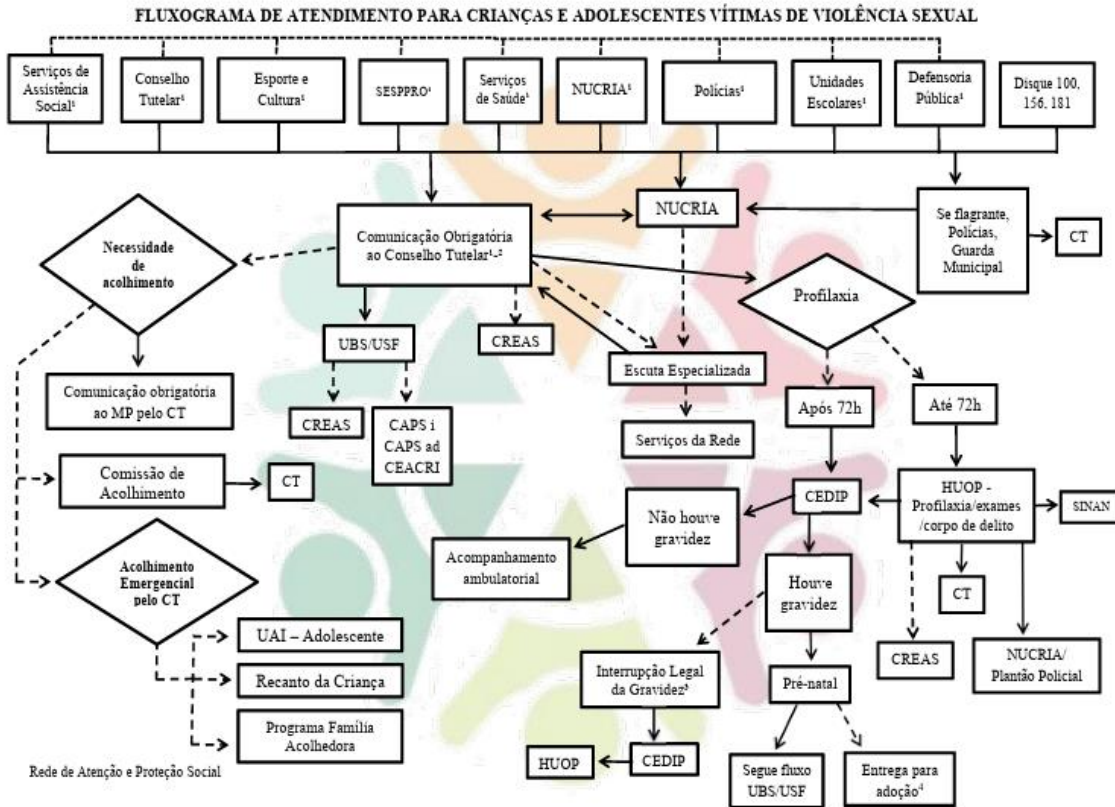 FLUXOGRAMA DE ATENDIMENTO PARA CRIANÇAS E ADOLESCENTES VÍTIMAS DE VIOLÊNCIA SEXUAL
Serviços de
Assistência
Social¹
Conselho
Tutelar¹
Esporte e
Cultura¹
SESPPRO¹
Serviços
de Saúde¹
NUCRIA¹
Polícias¹
Unidades
Escolares¹
Defensoria
Pública¹
Disque 100,
156, 181
Necessidade
de
acolhimento
Comunicação Obrigatória
ao Conselho Tutelar¹-²
NUCRIA
Se flagrante,
Polícias,
Guarda
Municipal
CT
Profilaxia
UBS/USF
CREAS
Escuta Especializada
Comunicação obrigatória
ao MP pelo CT
CREAS
CAPS i
CAPS ad
CEACRI
Serviços da Rede
Após 72h
Até 72h
Comissão de
Acolhimento
CT
Não houve
gravidez
CEDIP
HUOP -
Profilaxia/exames
/corpo de delito
SINAN
Acompanhamento
ambulatorial
Acolhimento
Emergencial
pelo CT
Houve
gravidez
CT
UAI – Adolescente
Recanto da Criança
Programa Família
Acolhedora
Interrupção Legal
da Gravidez³
Pré-natal
CREAS
NUCRIA/
Plantão Policial
HUOP
CEDIP
Segue fluxo
UBS/USF
Entrega para
adoção⁴
Rede de Atenção e Proteção Social